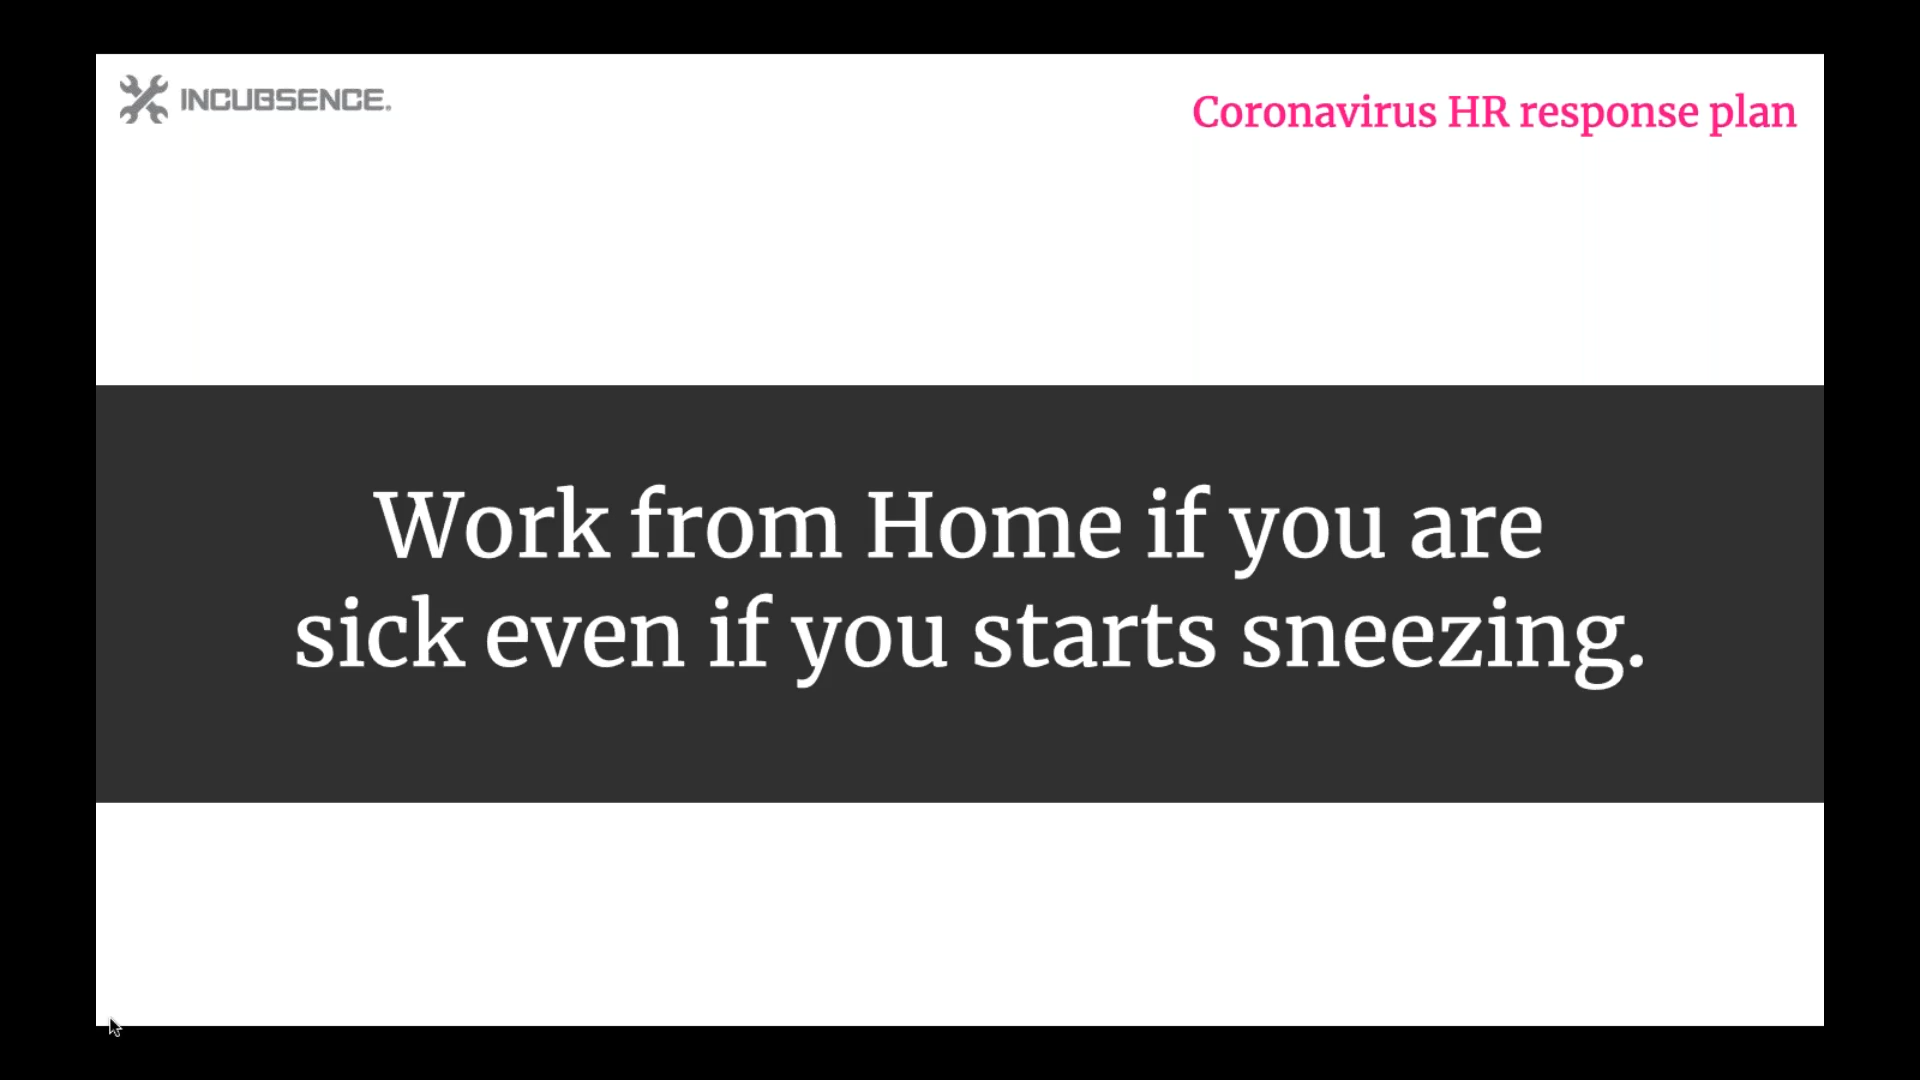 INCUBSENCE.
Coronavirus HR response plan
Work from Home if you are
sick even if you starts sneezing.